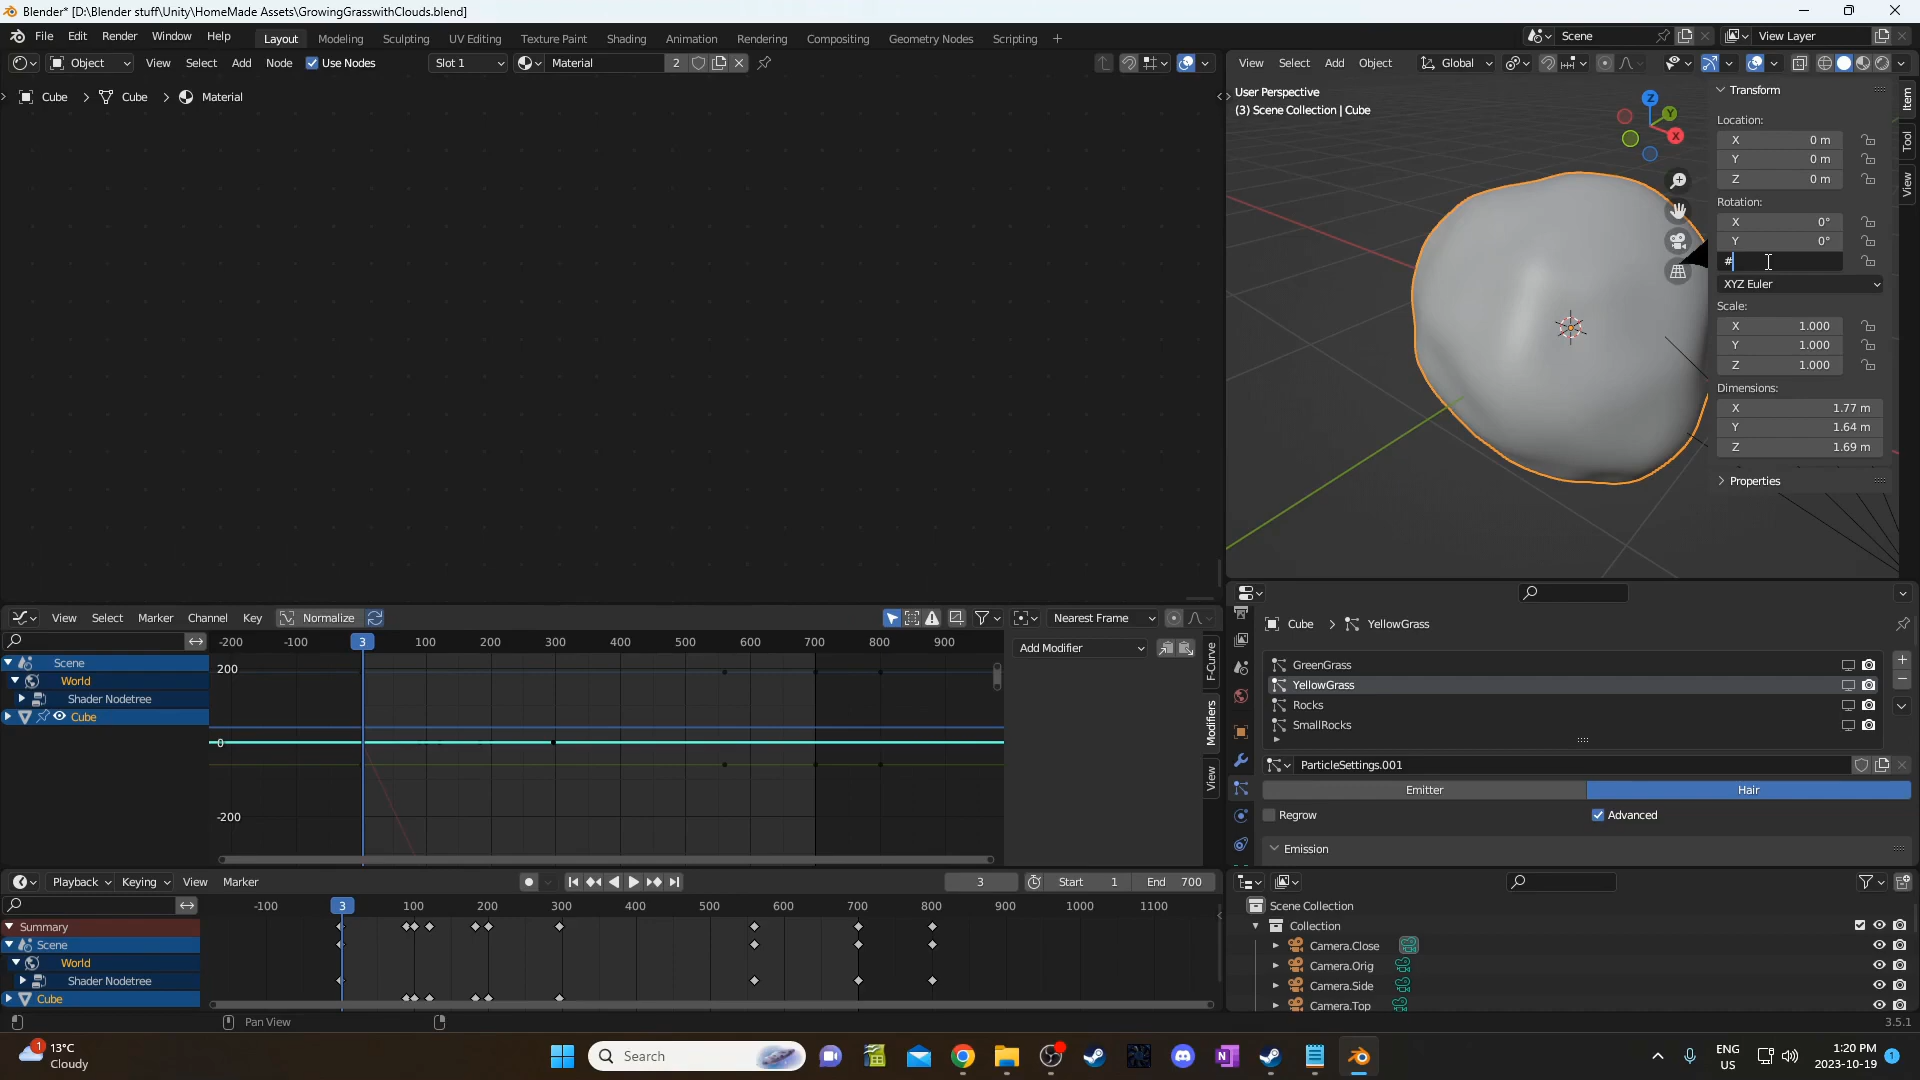 Blender* [D:\Blender stuff\Unity\HomeMade Assets\GrowingGrasswithClouds.blend]
File Edit Render Window Help Layout Modeling Sculpting UV Editing Texture Paint Shading Animation Rendering Compositing Geometry Nodes Scripting + Scene View Layer
Object View Select Add Node Use Nodes Slot 1 Material 2 View Select Add Object Global
Cube Cube Material
User Perspective
(3) Scene Collection | Cube
Z Y X
Transform
Location:
X 0 m
Y 0 m
Z 0 m
Rotation:
X 0°
Y 0°
#
XYZ Euler
Scale:
X 1.000
Y 1.000
Z 1.000
Dimensions:
X 1.77 m
Y 1.64 m
Z 1.69 m
Properties
Item
Tool
View
View Select Marker Channel Key Normalize Nearest Frame
-200 -100 3 100 200 300 400 500 600 700 800 900
Scene
World
Shader Nodetree
Cube
200
0
-200
Add Modifier
F-Curve
Modifiers
View
Cube YellowGrass
GreenGrass
YellowGrass
Rocks
SmallRocks
ParticleSettings.001
Emitter Hair
Regrow Advanced
Emission
Playback Keying View Marker 3 Start 1 End 700
-100 3 100 200 300 400 500 600 700 800 900 1000 1100
Summary
Scene
World
Shader Nodetree
Cube
Scene Collection
Collection
Camera.Close
Camera.Orig
Camera.Side
Camera.Top
Pan View
3.5.1
1 13°C
Cloudy
Search
ENG
US
1:20 PM
2023-10-19
1